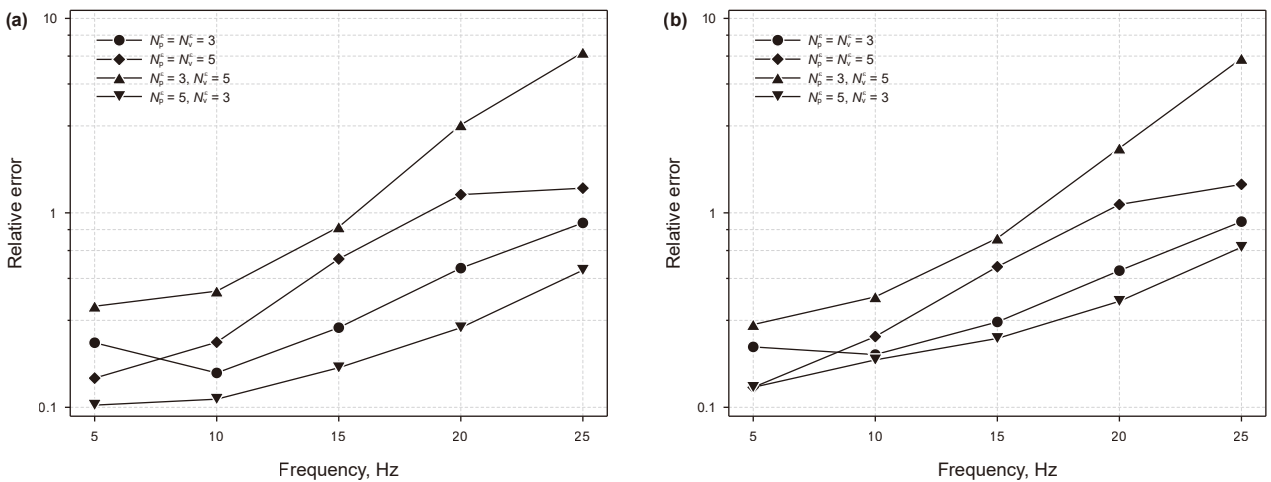 (a)
10
1
0.1
Relative error
N_p^c = N_v^c = 3
N_p^c = N_v^c = 5
N_p^c = 3, N_v^c = 5
N_p^c = 5, N_v^c = 3
5 10 15 20 25
Frequency, Hz
(b)
10
1
0.1
Relative error
N_p^c = N_v^c = 3
N_p^c = N_v^c = 5
N_p^c = 3, N_v^c = 5
N_p^c = 5, N_v^c = 3
5 10 15 20 25
Frequency, Hz